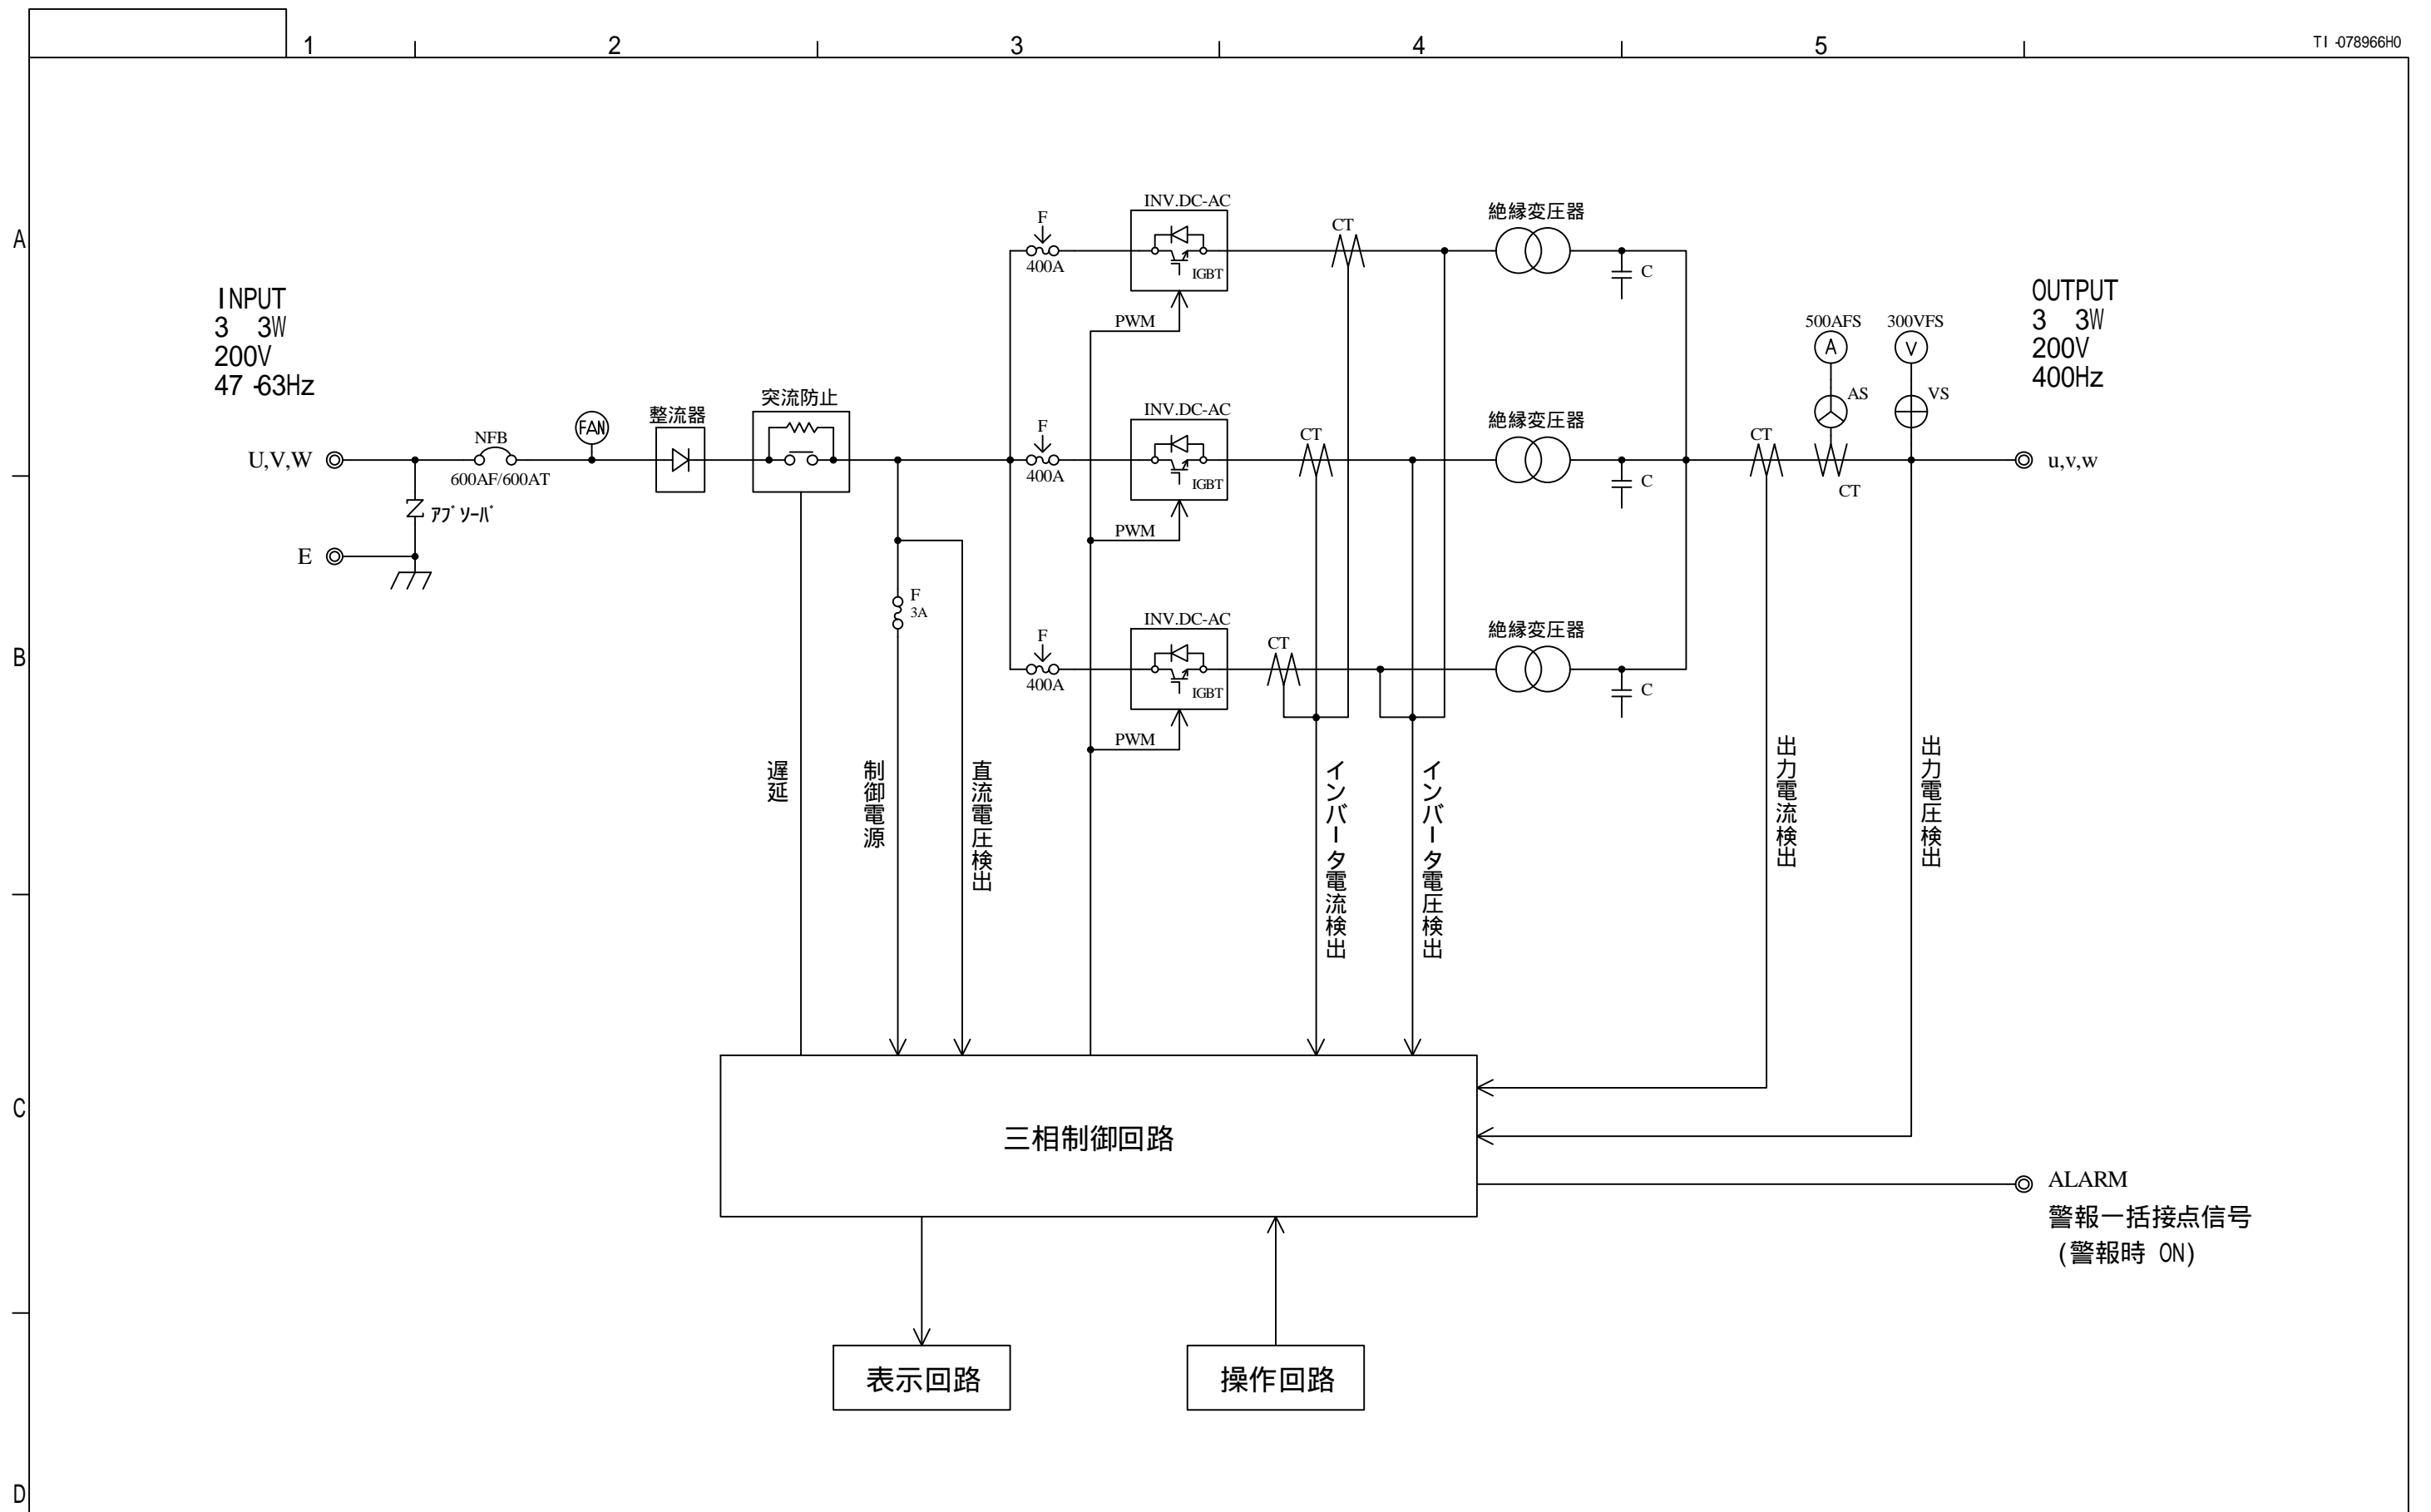 1 2 3 4 5 TI-078966H0
A
B
C
D
INPUT
3 3W
200V
47-63Hz
U,V,W
E
アブソーバ
NFB
600AF/600AT
FAN
整流器
突流防止
F
400A
INV.DC-AC
IGBT
PWM
CT
絶縁変圧器
C
F
400A
INV.DC-AC
IGBT
PWM
CT
絶縁変圧器
C
F
400A
INV.DC-AC
IGBT
PWM
CT
絶縁変圧器
C
F
3A
CT
500AFS
A
AS
CT
300VFS
V
VS
OUTPUT
3 3W
200V
400Hz
u,v,w
遅延
制御電源
直流電圧検出
インバータ電流検出
インバータ電圧検出
出力電流検出
出力電圧検出
三相制御回路
ALARM
警報一括接点信号
(警報時 ON)
表示回路
操作回路